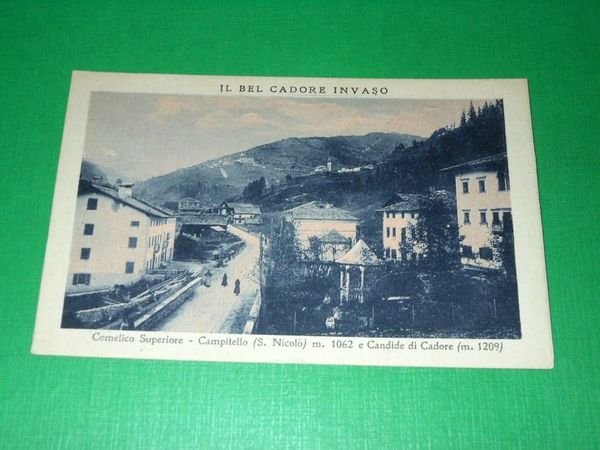 IL BEL CADORE INVASO
Comelico Superiore - Campitello (S. Nicolò) m. 1062 e Candide di Cadore (m. 1209)